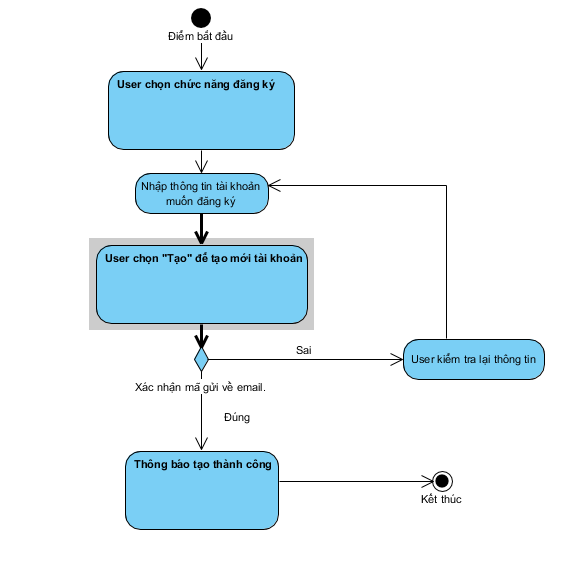 Điểm bắt đầu
User chọn chức năng đăng ký
Nhập thông tin tài khoản
muốn đăng ký
User chọn "Tạo" để tạo mới tài khoản
Sai
User kiểm tra lại thông tin
Xác nhận mã gửi về email.
Đúng
Thông báo tạo thành công
Kết thúc